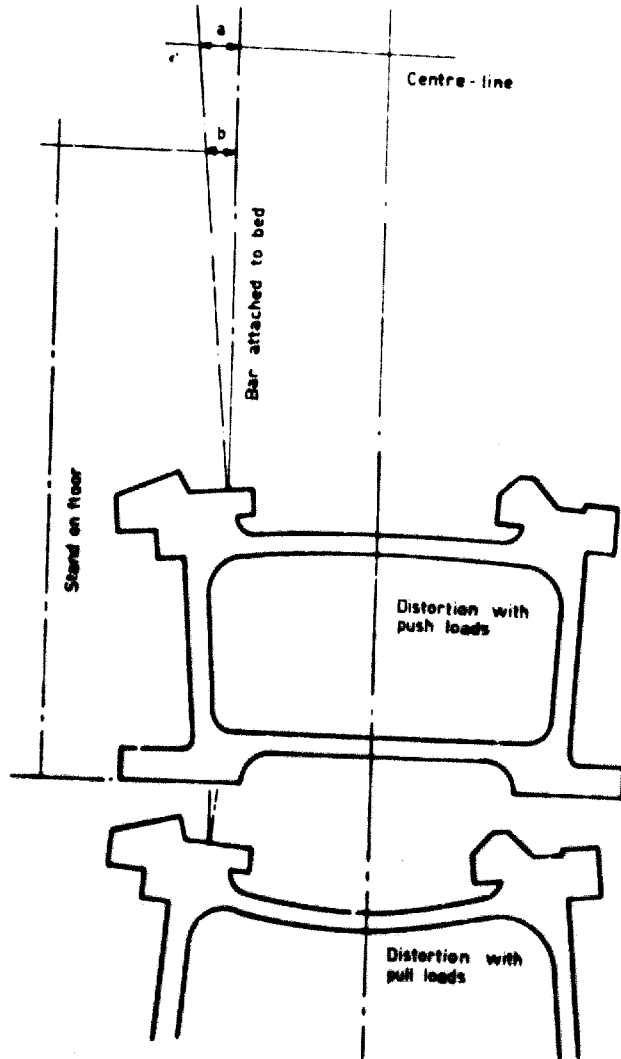 a
Centre-line
b
Bar attached to bed
Stand on floor
Distortion with
push loads
Distortion with
pull loads